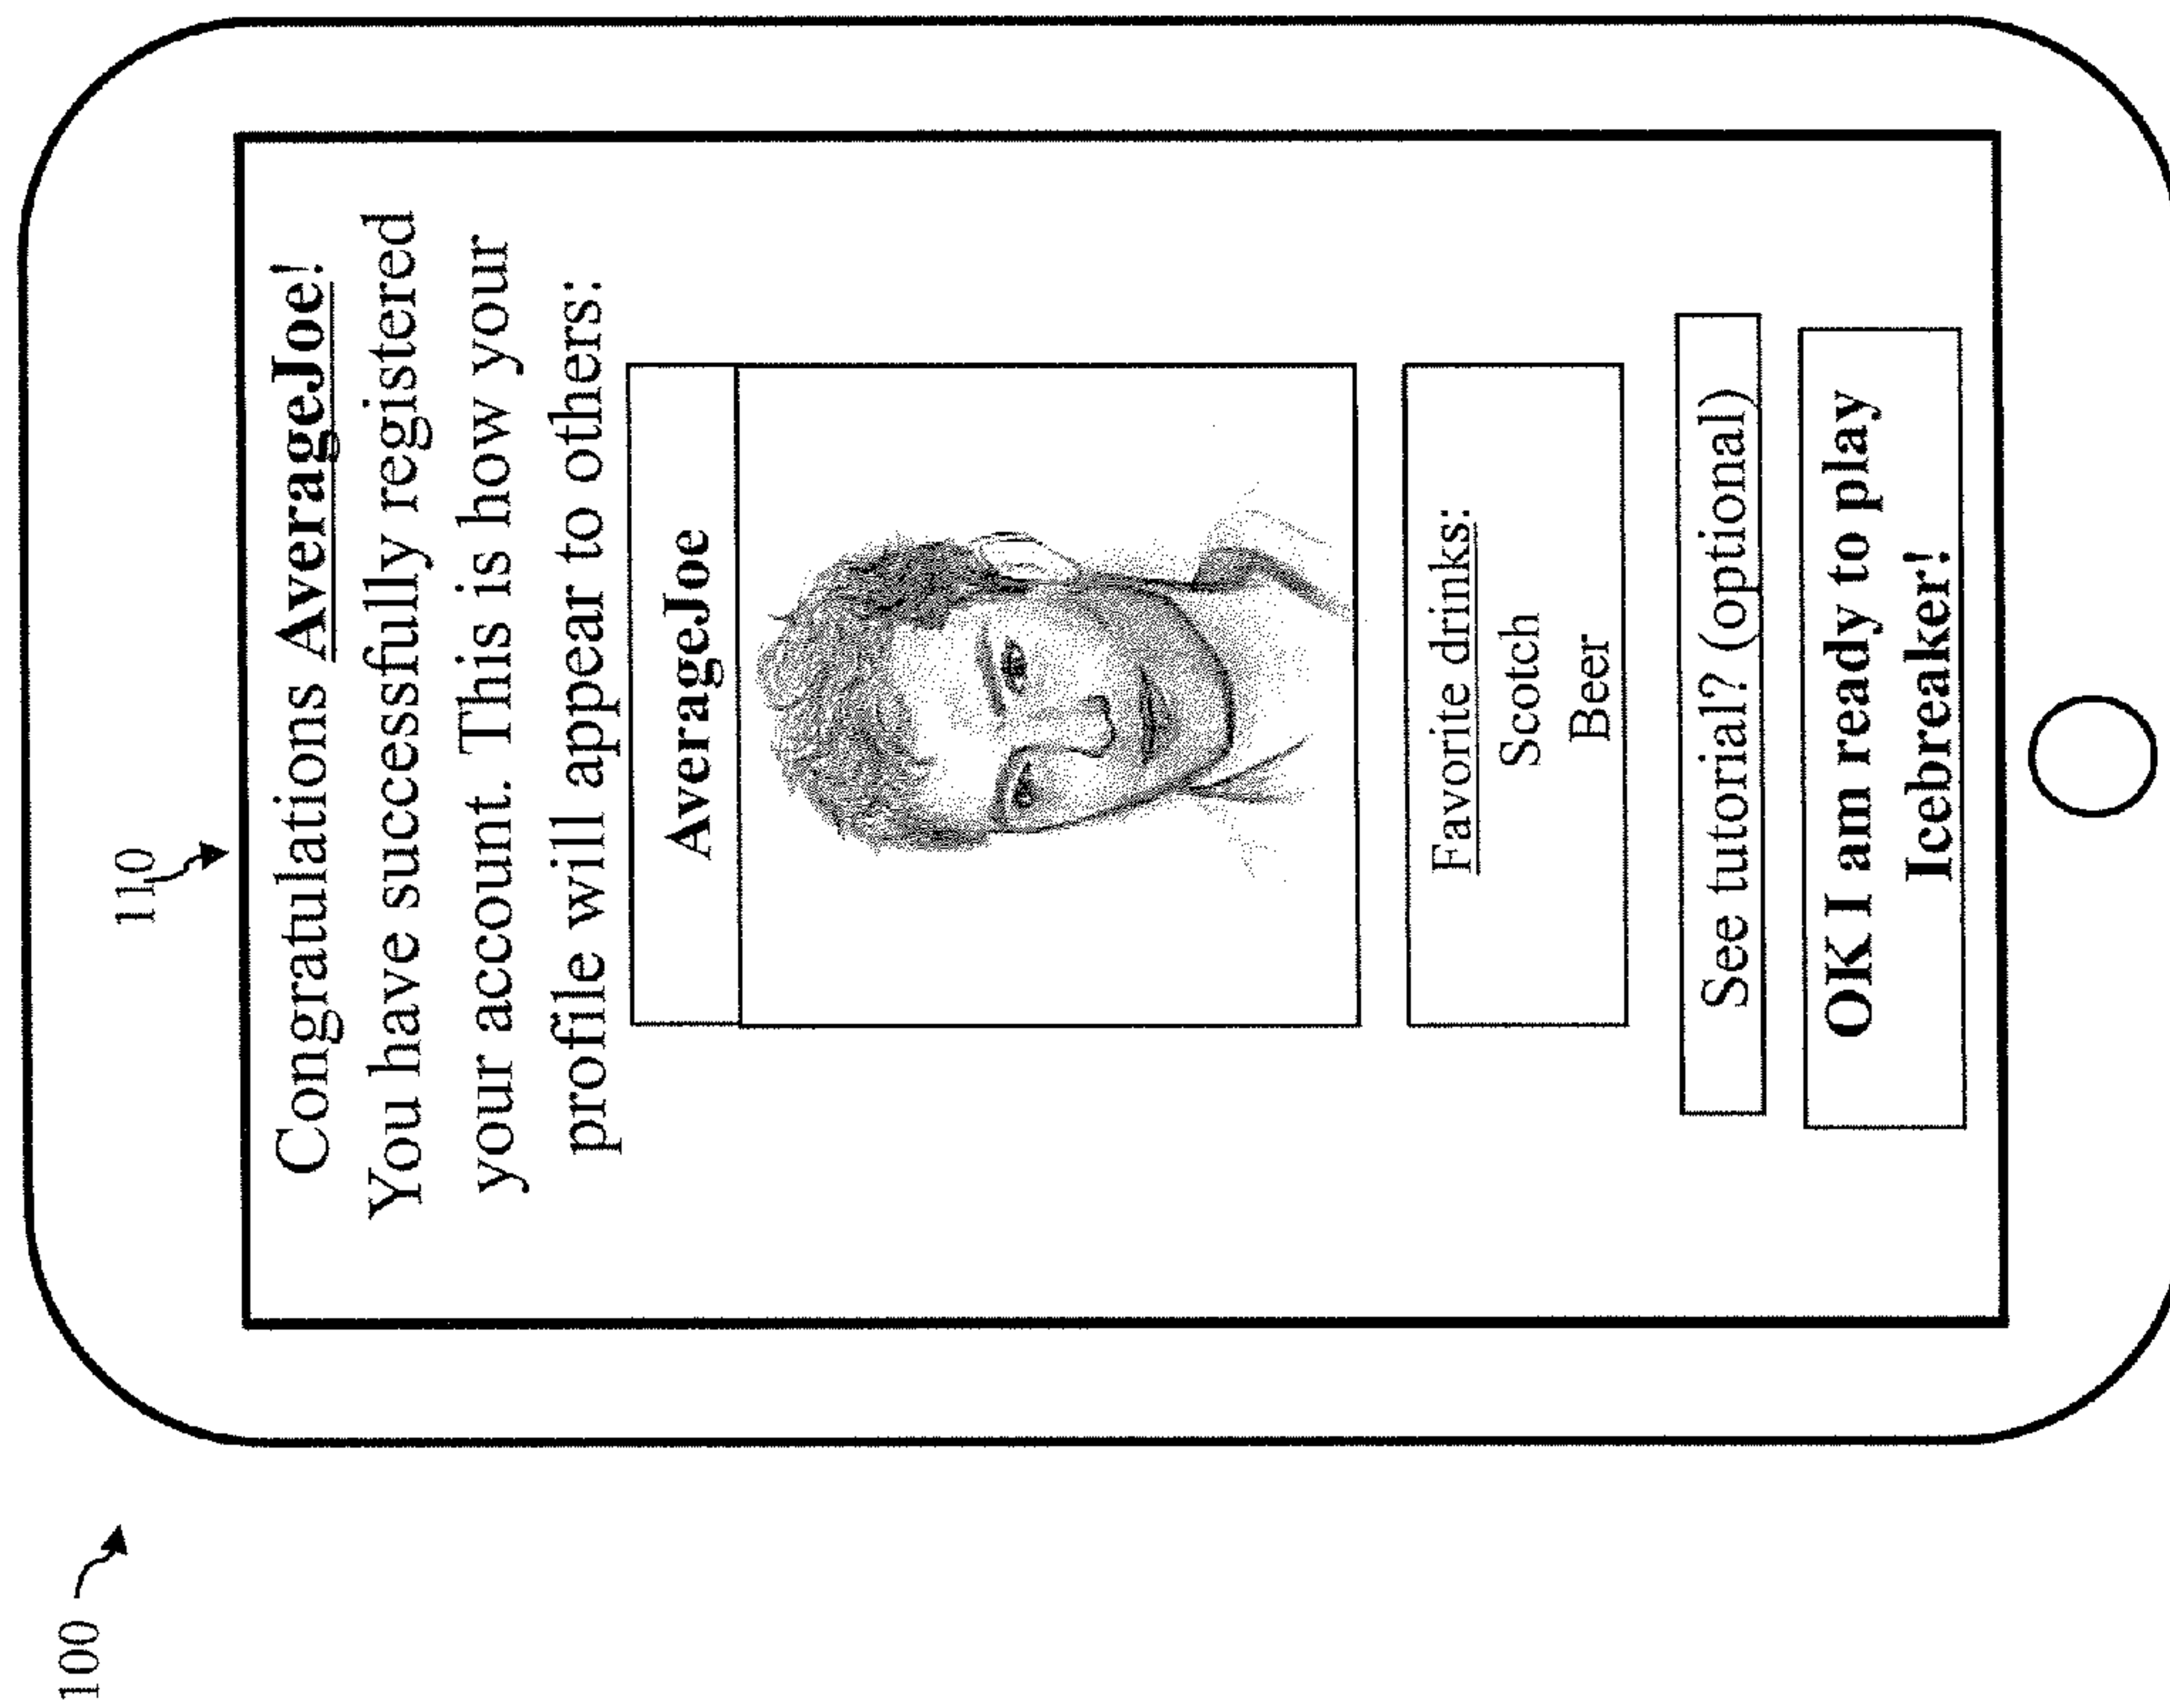 100
110
Congratulations AverageJoe!
You have successfully registered
your account. This is how your
profile will appear to others:
AverageJoe
Favorite drinks:
Scotch
Beer
See tutorial? (optional)
OK I am ready to play
Icebreaker!